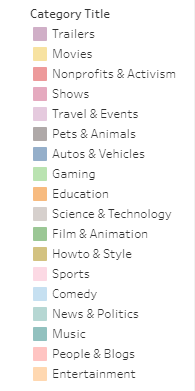 Category Title
Trailers
Movies
Nonprofits & Activism
Shows
Travel & Events
Pets & Animals
Autos & Vehicles
Gaming
Education
Science & Technology
Film & Animation
Howto & Style
Sports
Comedy
News & Politics
Music
People & Blogs
Entertainment